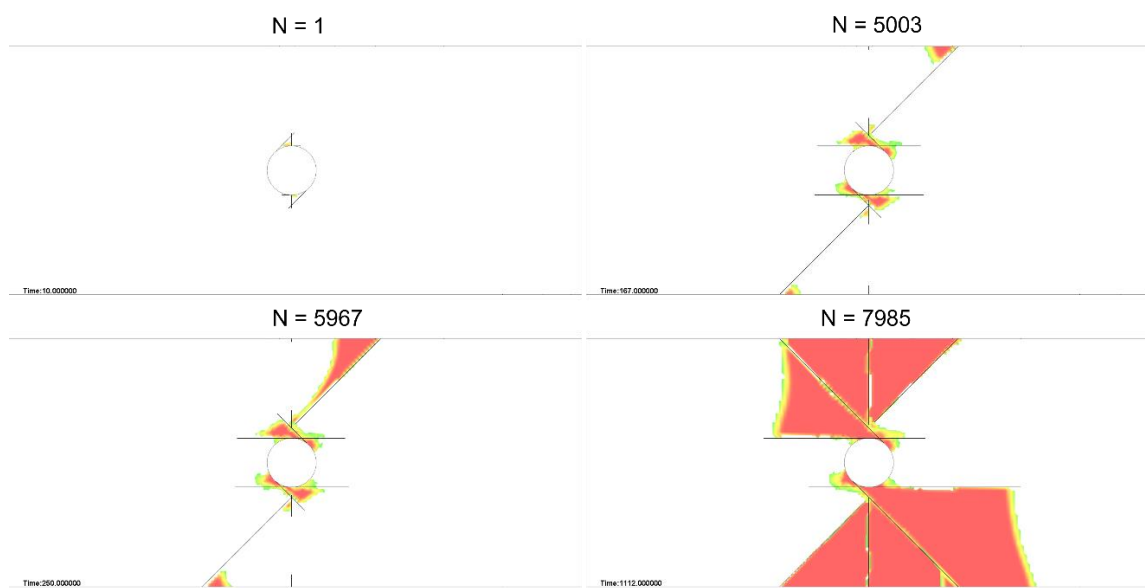 N = 1
N = 5003
Time:10.000000
Time:167.000000
N = 5967
N = 7985
Time:250.000000
Time:1112.000000